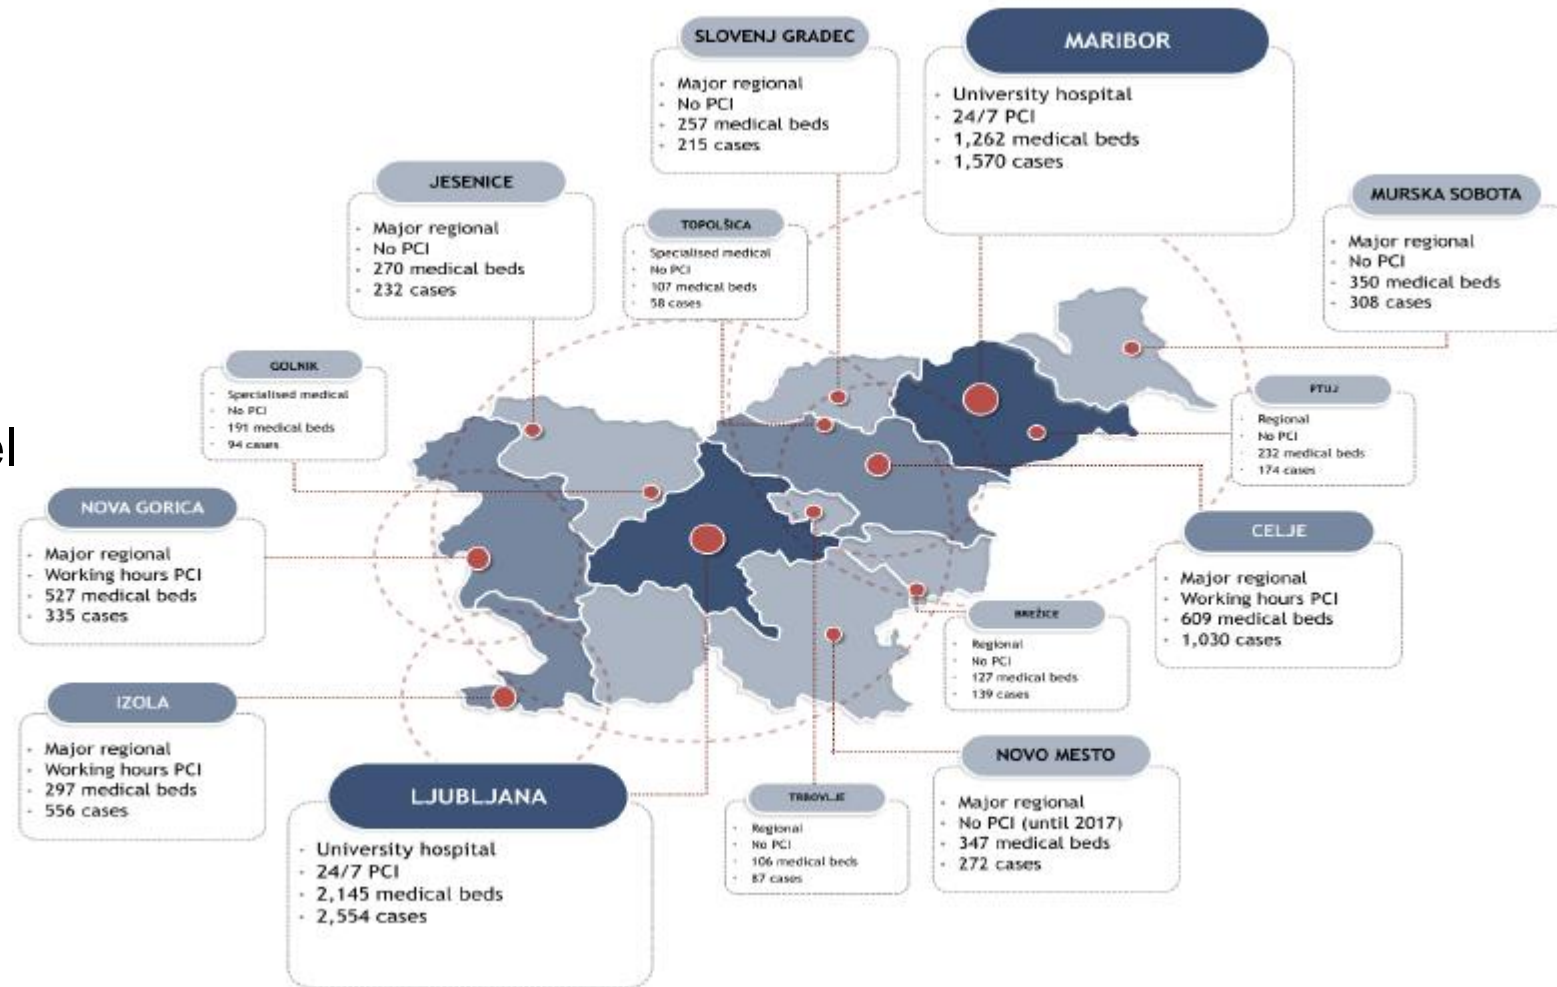 SLOVENJ GRADEC
Major regional
No PCI
257 medical beds
215 cases
MARIBOR
University hospital
24/7 PCI
1,262 medical beds
1,570 cases
JESENICE
Major regional
No PCI
270 medical beds
232 cases
TOPOLŠICA
Specialised medical
No PCI
107 medical beds
58 cases
MURSKA SOBOTA
Major regional
No PCI
350 medical beds
308 cases
GOLNIK
Specialised medical
No PCI
191 medical beds
94 cases
PTUJ
Regional
No PCI
232 medical beds
174 cases
el
NOVA GORICA
Major regional
Working hours PCI
527 medical beds
335 cases
CELJE
Major regional
Working hours PCI
609 medical beds
1,030 cases
BREŽICE
Regional
No PCI
127 medical beds
139 cases
IZOLA
Major regional
Working hours PCI
297 medical beds
556 cases
LJUBLJANA
University hospital
24/7 PCI
2,145 medical beds
2,554 cases
TRBOVLJE
Regional
No PCI
106 medical beds
87 cases
NOVO MESTO
Major regional
No PCI (until 2017)
347 medical beds
272 cases